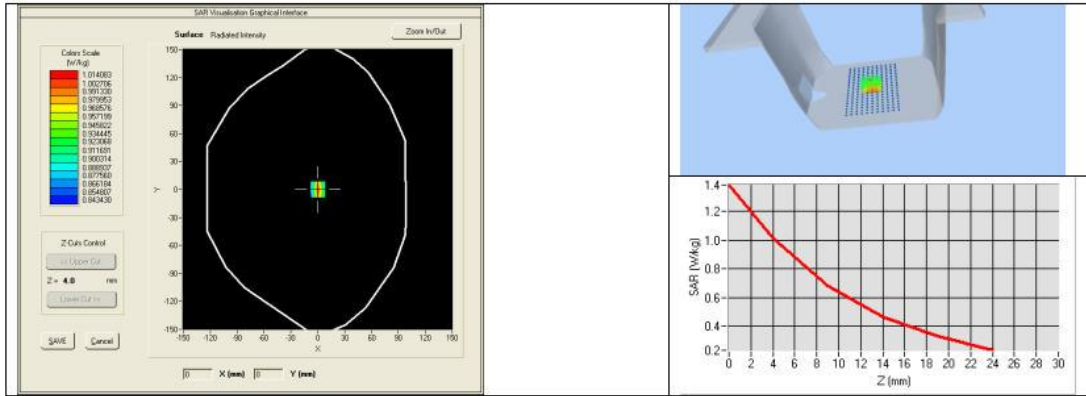 SAR Visualisation Graphical Interface
Surface Radiated Intensity
Zoom In/Out
Colors Scale
(W/kg)
1.014083
1.002706
0.991330
0.979953
0.968576
0.957199
0.945822
0.934445
0.923068
0.911691
0.900314
0.888937
0.877560
0.866184
0.854807
0.843430
150
120
90
60
30
0
-30
-60
-90
-120
-150
Y
-150 -120 -90 -60 -30 0 30 60 90 120 150
X
Z-Cuts Control
<< Upper Cut
Z = 4.0 mm
Lower Cut >>
SAVE Cancel
0 X (mm) 0 Y (mm)
1.4
1.2
1.0
0.8
0.6
0.4
0.2
SAR (W/kg)
0 2 4 6 8 10 12 14 16 18 20 22 24 26 28 30
Z (mm)